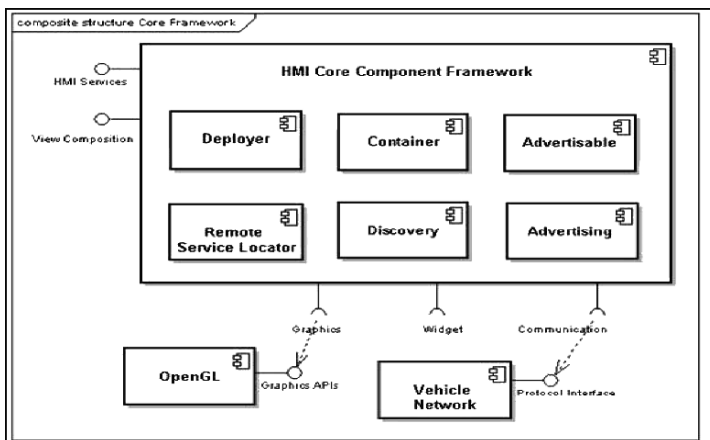 composite structure Core Framework
HMI Core Component Framework
HMI Services
View Composition
Deployer
Container
Advertisable
Remote
Service Locator
Discovery
Advertising
Graphics
Widget
Communication
OpenGL
Graphics APIs
Vehicle
Network
Protocol Interface